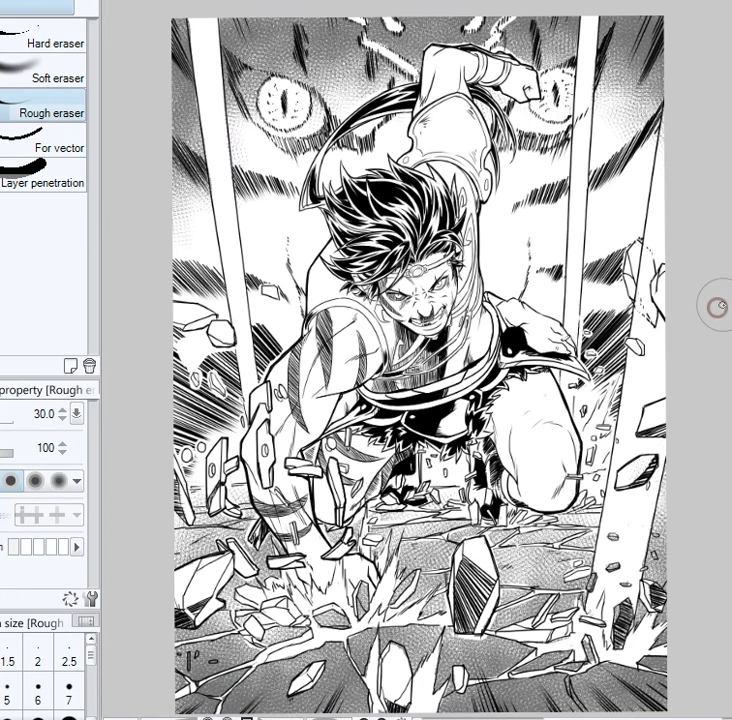 Hard eraser
Soft eraser
Rough eraser
For vector
Layer penetration
property [Rough er
30.0
100
size [Rough
1.5 2 2.5
5 6 7